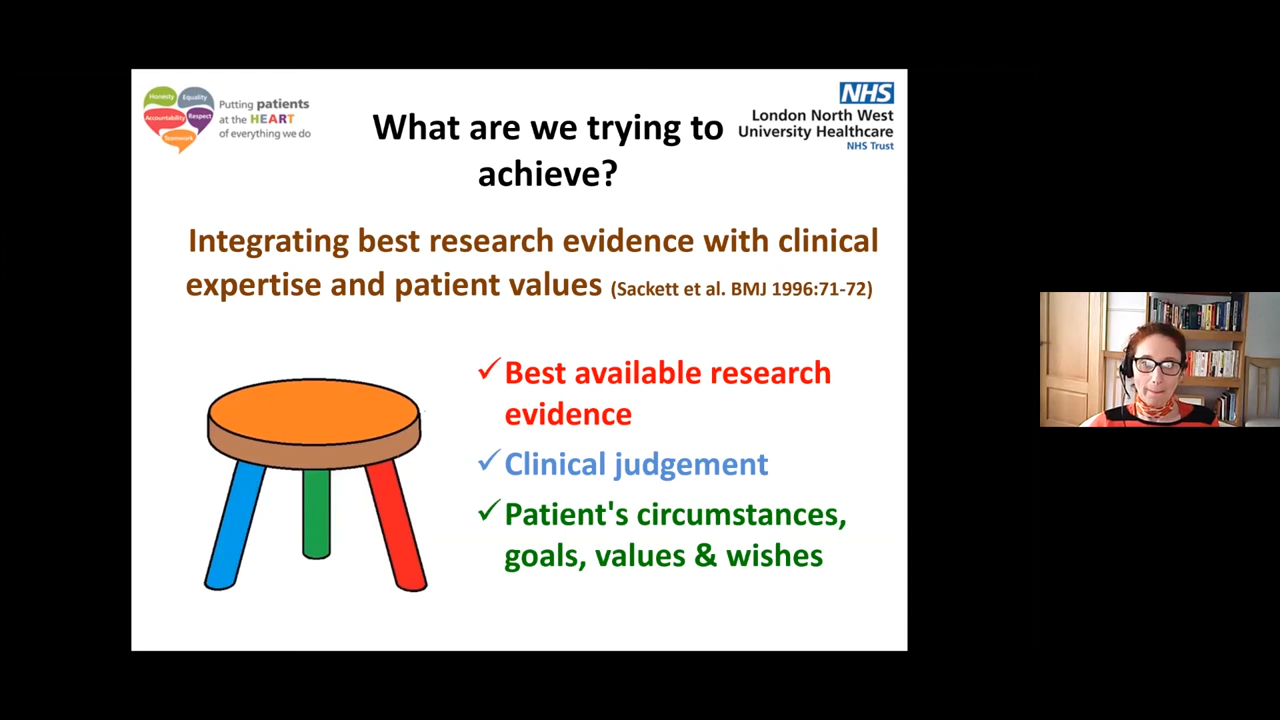 Honesty
Equality
Accountability
Respect
Teamwork
Putting patients
at the HEART
of everything we do
What are we trying to
achieve?
NHS
London North West
University Healthcare
NHS Trust
Integrating best research evidence with clinical
expertise and patient values (Sackett et al. BMJ 1996:71-72)
✓Best available research
evidence
✓Clinical judgement
✓Patient's circumstances,
goals, values & wishes